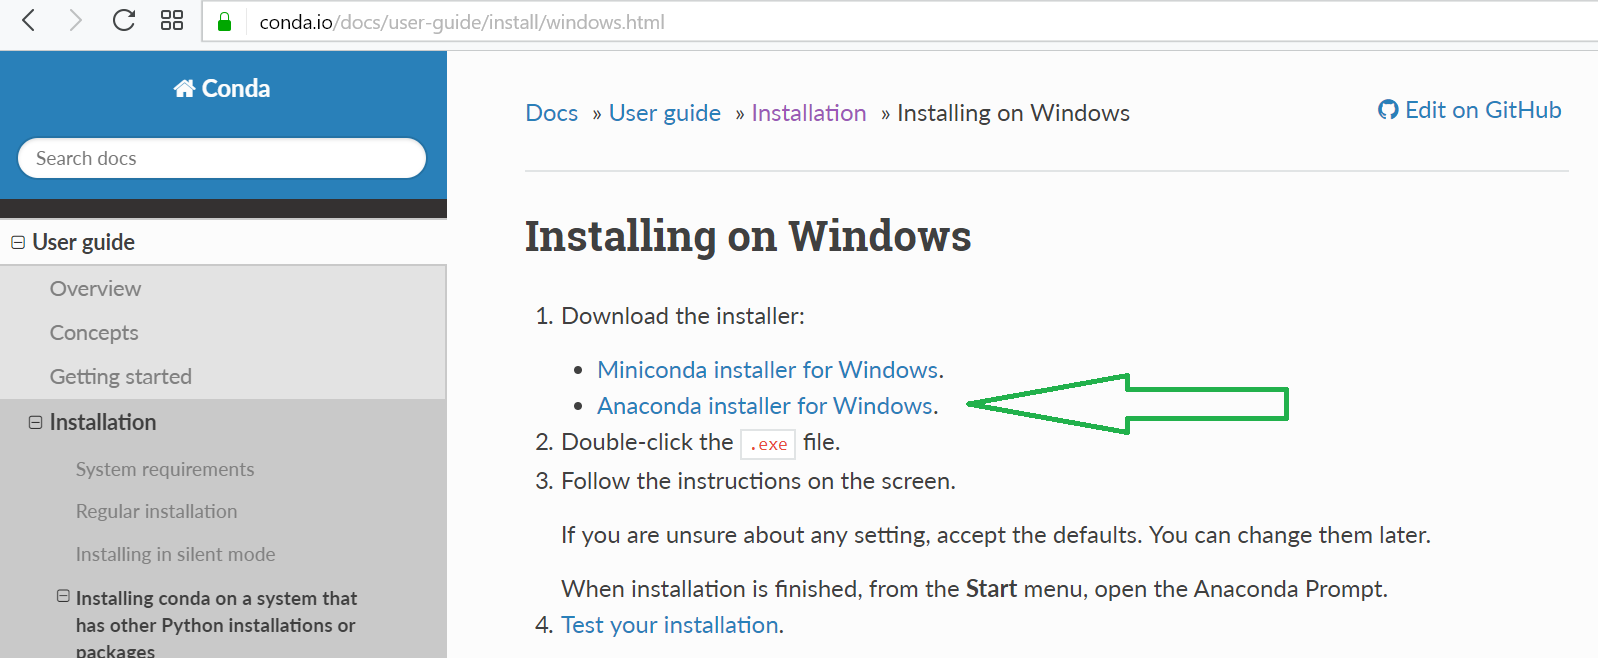 conda.io/docs/user-guide/install/windows.html
Conda
Search docs
User guide
Overview
Concepts
Getting started
Installation
System requirements
Regular installation
Installing in silent mode
Installing conda on a system that
has other Python installations or
packages
Docs » User guide » Installation » Installing on Windows
Edit on GitHub
Installing on Windows
1. Download the installer:
• Miniconda installer for Windows.
• Anaconda installer for Windows.
2. Double-click the .exe file.
3. Follow the instructions on the screen.
If you are unsure about any setting, accept the defaults. You can change them later.
When installation is finished, from the Start menu, open the Anaconda Prompt.
4. Test your installation.